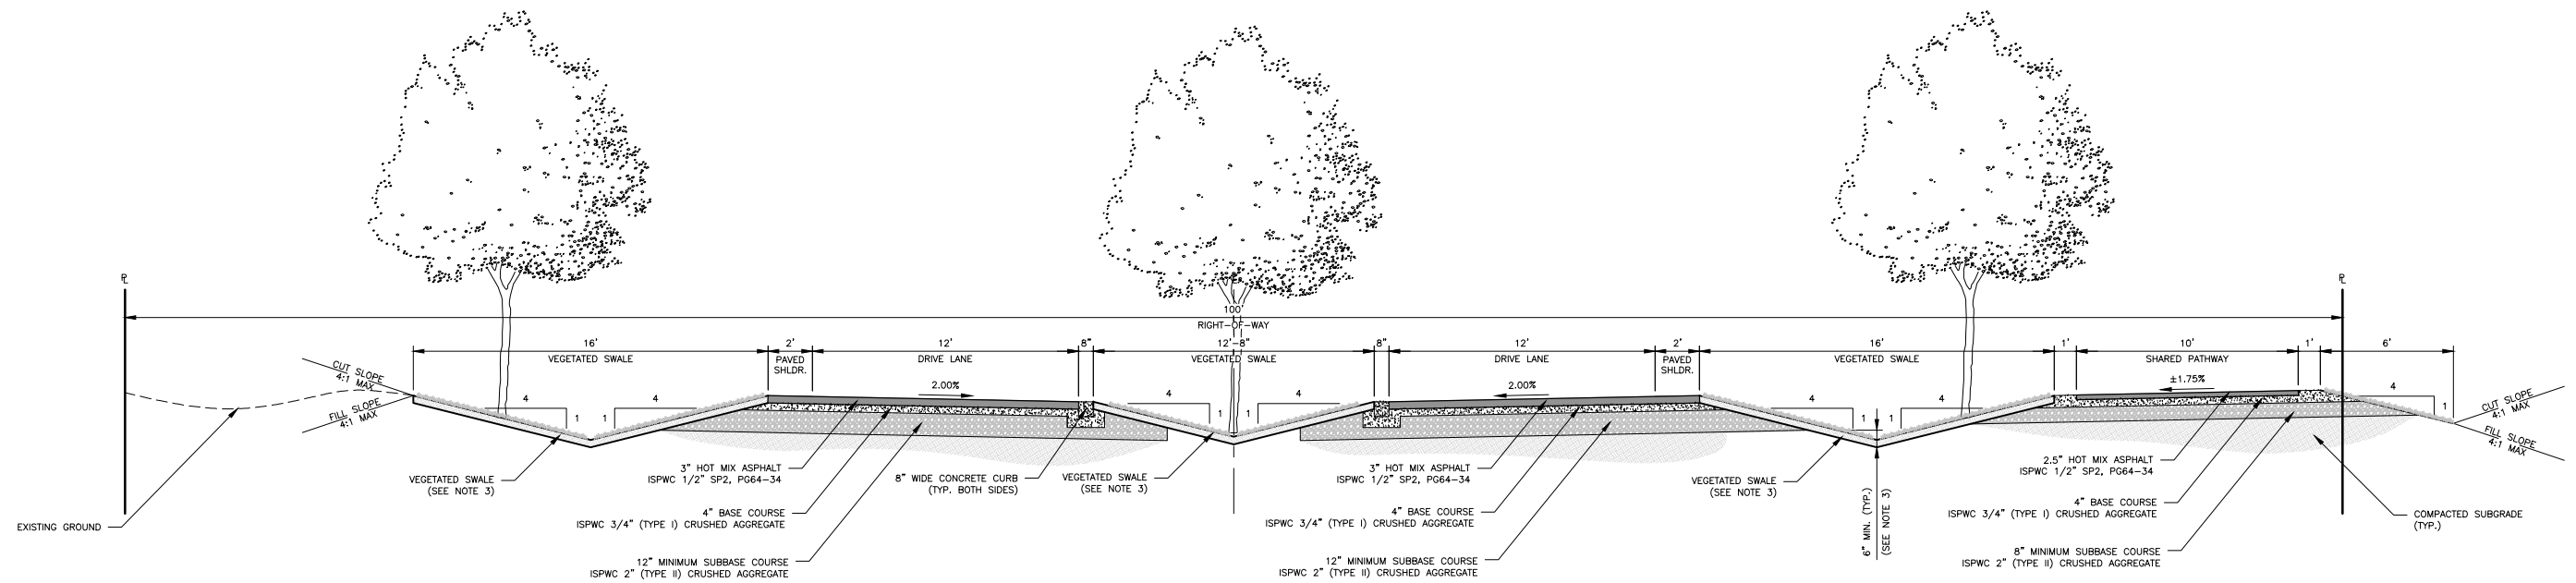 ℄
℄
100'
RIGHT-OF-WAY
16'
VEGETATED SWALE
2'
PAVED
SHLDR.
12'
DRIVE LANE
8"
12'-8"
VEGETATED SWALE
8"
12'
DRIVE LANE
2'
PAVED
SHLDR.
16'
VEGETATED SWALE
1'
10'
SHARED PATHWAY
1'
6'
CUT SLOPE
4:1 MAX
FILL SLOPE
4:1 MAX
4
1
1
4
2.00%
4
1
1
4
2.00%
4
1
1
4
±1.75%
4
1
CUT SLOPE
4:1 MAX
FILL SLOPE
4:1 MAX
EXISTING GROUND
VEGETATED SWALE
(SEE NOTE 3)
3" HOT MIX ASPHALT
ISPWC 1/2" SP2, PG64-34
4" BASE COURSE
ISPWC 3/4" (TYPE I) CRUSHED AGGREGATE
12" MINIMUM SUBBASE COURSE
ISPWC 2" (TYPE II) CRUSHED AGGREGATE
8" WIDE CONCRETE CURB
(TYP. BOTH SIDES)
VEGETATED SWALE
(SEE NOTE 3)
3" HOT MIX ASPHALT
ISPWC 1/2" SP2, PG64-34
4" BASE COURSE
ISPWC 3/4" (TYPE I) CRUSHED AGGREGATE
12" MINIMUM SUBBASE COURSE
ISPWC 2" (TYPE II) CRUSHED AGGREGATE
VEGETATED SWALE
(SEE NOTE 3)
6" MIN. (TYP.)
(SEE NOTE 3)
2.5" HOT MIX ASPHALT
ISPWC 1/2" SP2, PG64-34
4" BASE COURSE
ISPWC 3/4" (TYPE I) CRUSHED AGGREGATE
8" MINIMUM SUBBASE COURSE
ISPWC 2" (TYPE II) CRUSHED AGGREGATE
COMPACTED SUBGRADE
(TYP.)